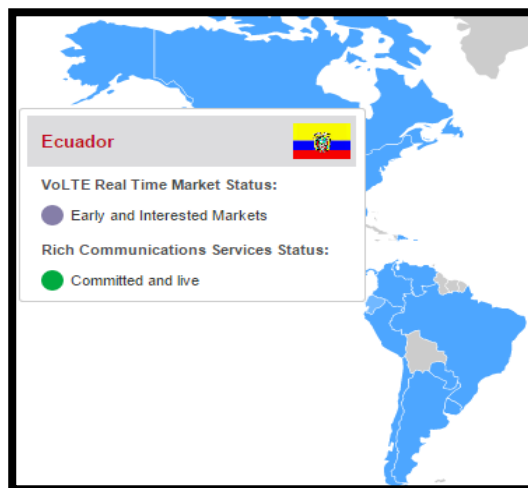 Ecuador
VoLTE Real Time Market Status:
Early and Interested Markets
Rich Communications Services Status:
Committed and live